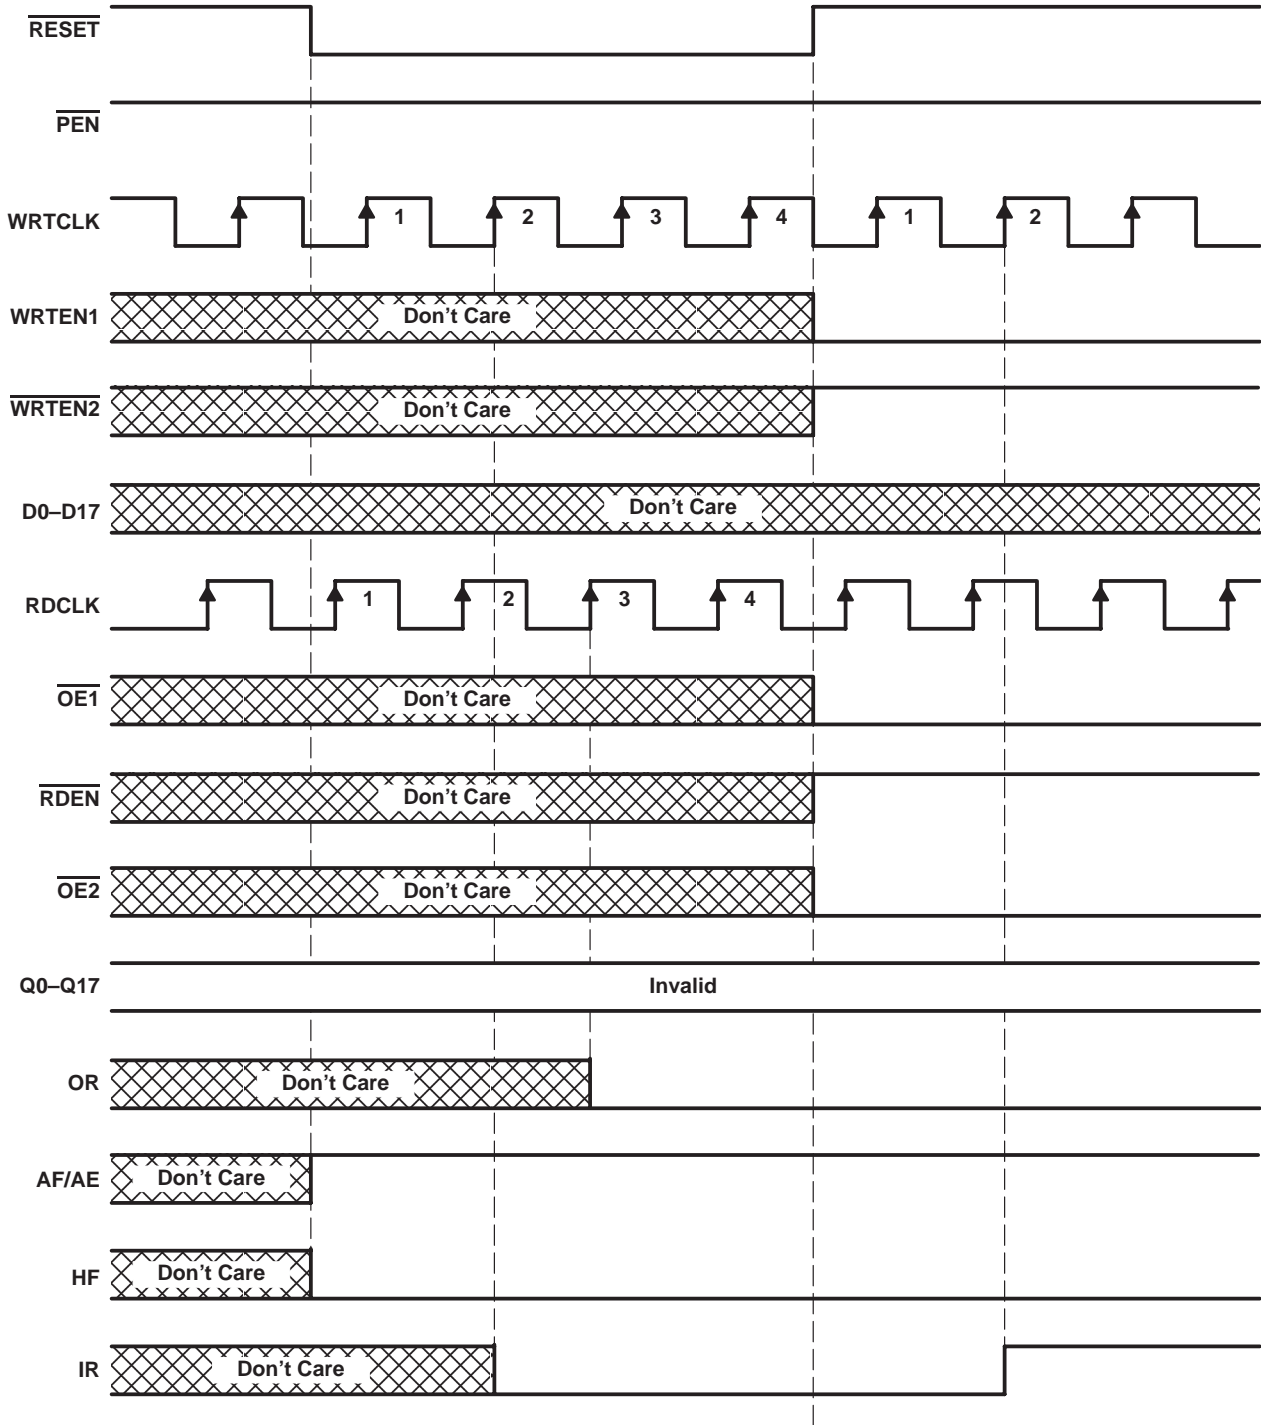 RESET
PEN
WRTCLK 1 2 3 4 1 2
WRTEN1 Don't Care
WRTEN2 Don't Care
D0–D17 Don't Care
RDCLK 1 2 3 4
OE1 Don't Care
RDEN Don't Care
OE2 Don't Care
Q0–Q17 Invalid
OR Don't Care
AF/AE Don't Care
HF Don't Care
IR Don't Care